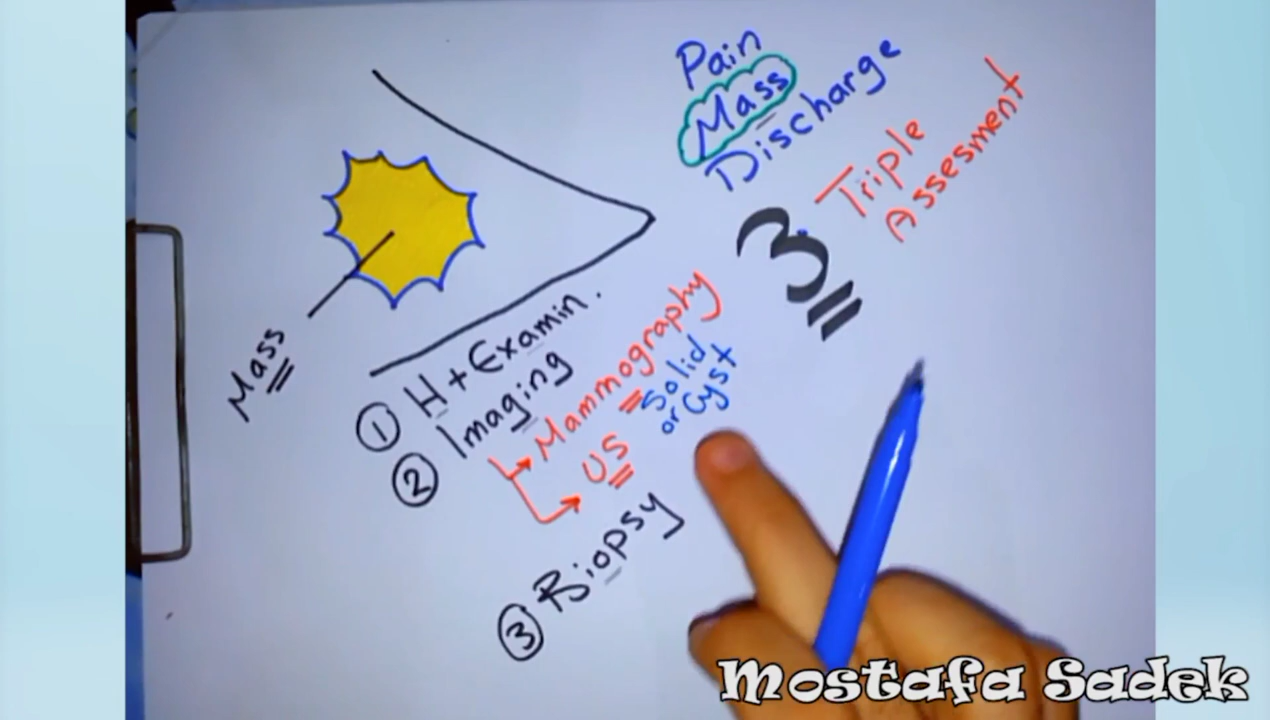 Pain
Mass
Discharge
3
Triple
Assesment
Mass
① H + Examin.
② Imaging
Mammography
US
Solid
or Cyst
③ Biopsy
Mostafa Sadek